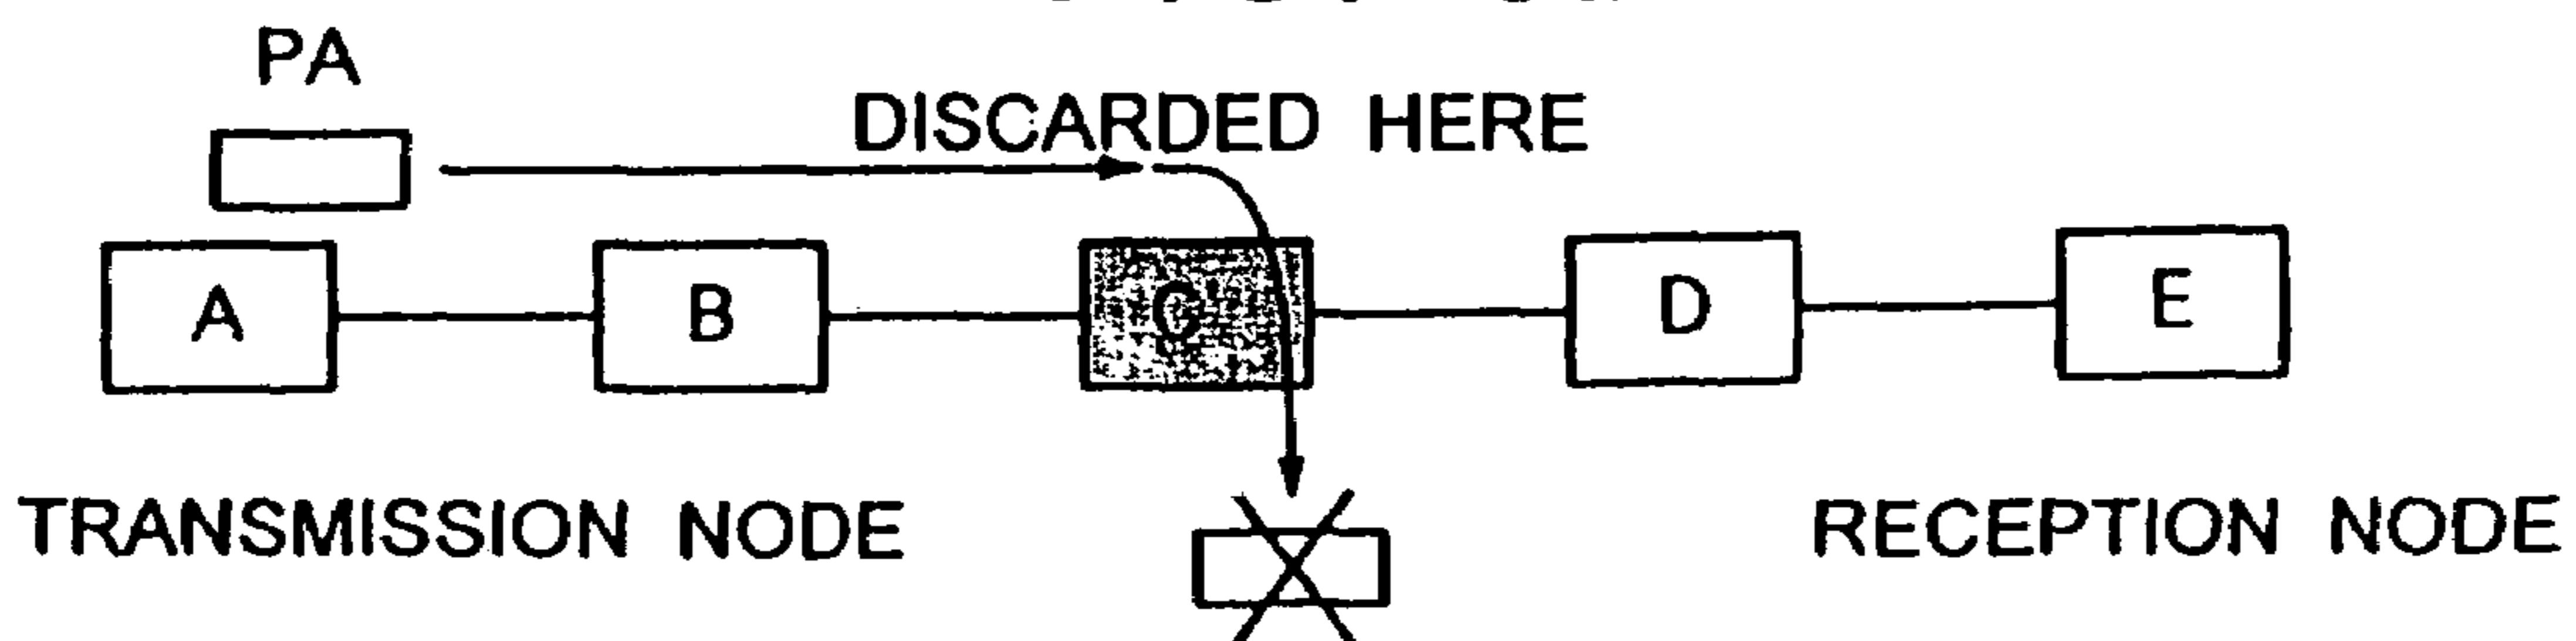 PA
DISCARDED HERE
A
B
C
D
E
TRANSMISSION NODE
RECEPTION NODE